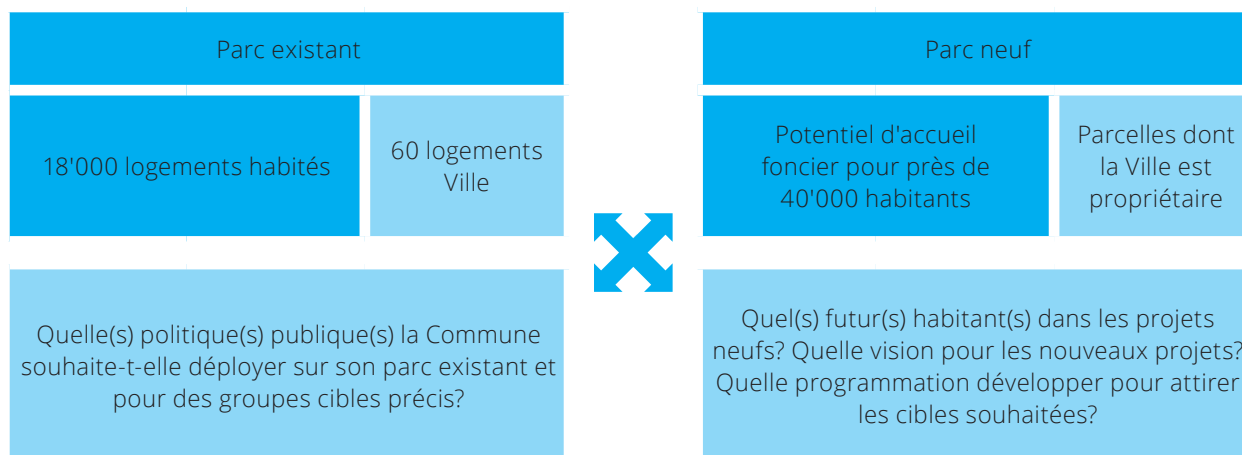 Parc existant
18'000 logements habités
60 logements
Ville
Quelle(s) politique(s) publique(s) la Commune
souhaite-t-elle déployer sur son parc existant et
pour des groupes cibles précis?
Parc neuf
Potentiel d'accueil
foncier pour près de
40'000 habitants
Parcelles dont
la Ville est
propriétaire
Quel(s) futur(s) habitant(s) dans les projets
neufs? Quelle vision pour les nouveaux projets?
Quelle programmation développer pour attirer
les cibles souhaitées?